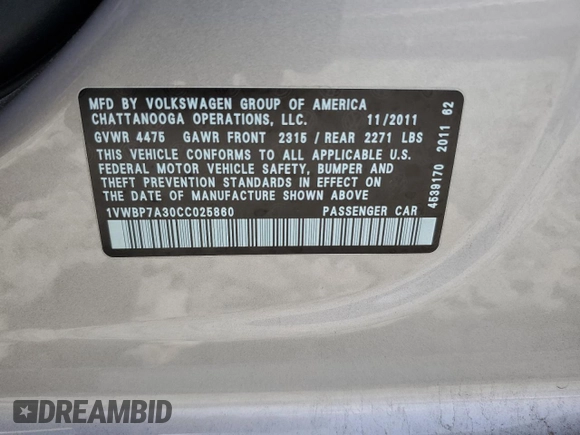 MFD BY VOLKSWAGEN GROUP OF AMERICA
CHATTANOOGA OPERATIONS, LLC. 11/2011
GVWR 4475 GAWR FRONT 2315 / REAR 2271 LBS
THIS VEHICLE CONFORMS TO ALL APPLICABLE U.S.
FEDERAL MOTOR VEHICLE SAFETY, BUMPER AND
THEFT PREVENTION STANDARDS IN EFFECT ON
THE DATE OF MANUFACTURE SHOWN ABOVE
1VWBP7A30CC025860 PASSENGER CAR
4539170 2011 62
DREAMBID